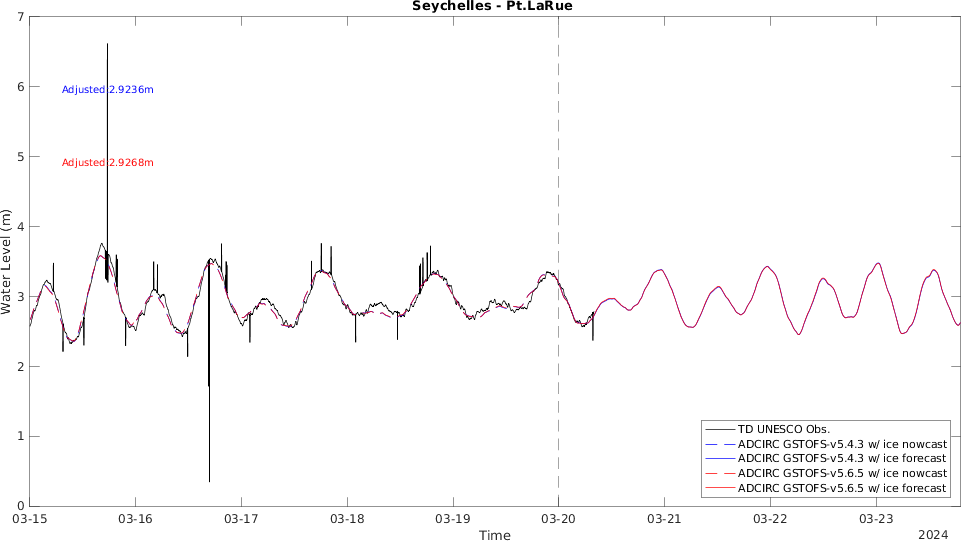 Seychelles - Pt.LaRue
7
6
5
4
3
2
1
0
Water Level (m)
Adjusted 2.9236m
Adjusted 2.9268m
TD UNESCO Obs.
ADCIRC GSTOFS-v5.4.3 w/ ice nowcast
ADCIRC GSTOFS-v5.4.3 w/ ice forecast
ADCIRC GSTOFS-v5.6.5 w/ ice nowcast
ADCIRC GSTOFS-v5.6.5 w/ ice forecast
03-15 03-16 03-17 03-18 03-19 03-20 03-21 03-22 03-23
Time
2024